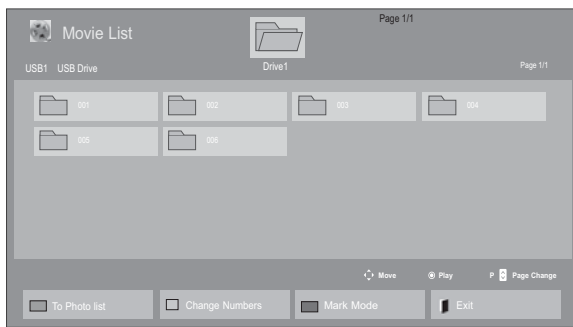 Page 1/1
Movie List
Drive1
USB1 USB Drive
Page 1/1
001 002 003 004
005 006
Move Play P Page Change
To Photo list Change Numbers Mark Mode Exit